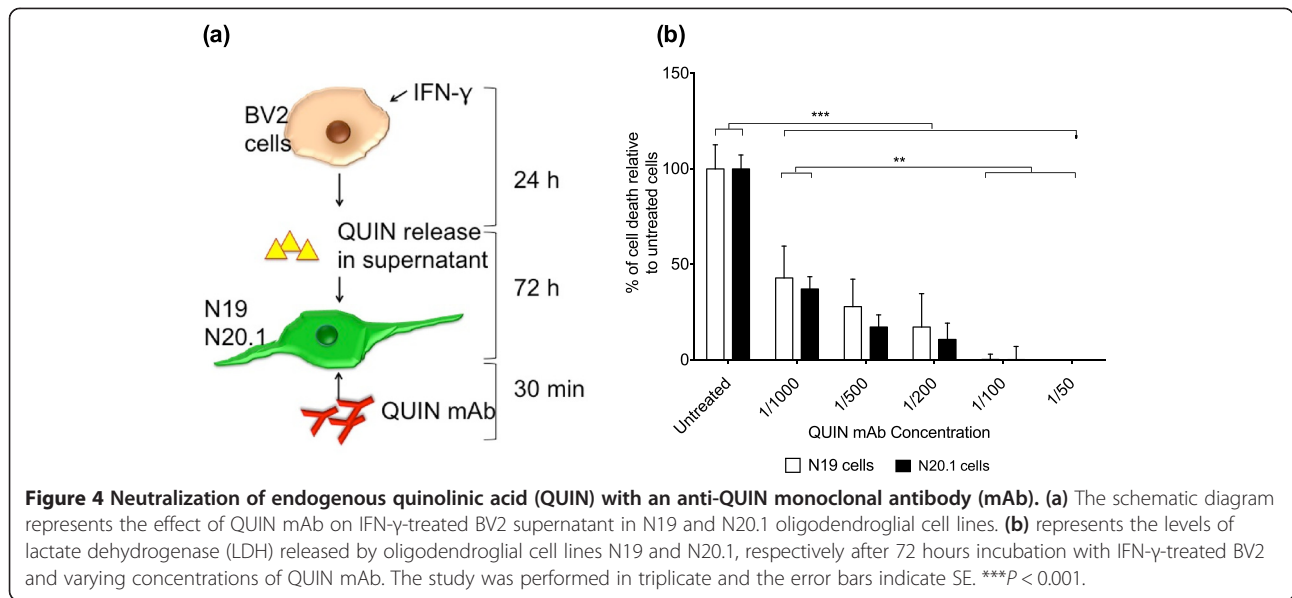 (a)
BV2
cells
IFN-γ
24 h
QUIN release
in supernatant
72 h
N19
N20.1
30 min
QUIN mAb
(b)
% of cell death relative
to untreated cells
150
100
50
0
***
**
Untreated
1/1000
1/500
1/200
1/100
1/50
QUIN mAb Concentration
N19 cells
N20.1 cells
Figure 4 Neutralization of endogenous quinolinic acid (QUIN) with an anti-QUIN monoclonal antibody (mAb). (a) The schematic diagram
represents the effect of QUIN mAb on IFN-γ-treated BV2 supernatant in N19 and N20.1 oligodendroglial cell lines. (b) represents the levels of
lactate dehydrogenase (LDH) released by oligodendroglial cell lines N19 and N20.1, respectively after 72 hours incubation with IFN-γ-treated BV2
and varying concentrations of QUIN mAb. The study was performed in triplicate and the error bars indicate SE. ***P < 0.001.